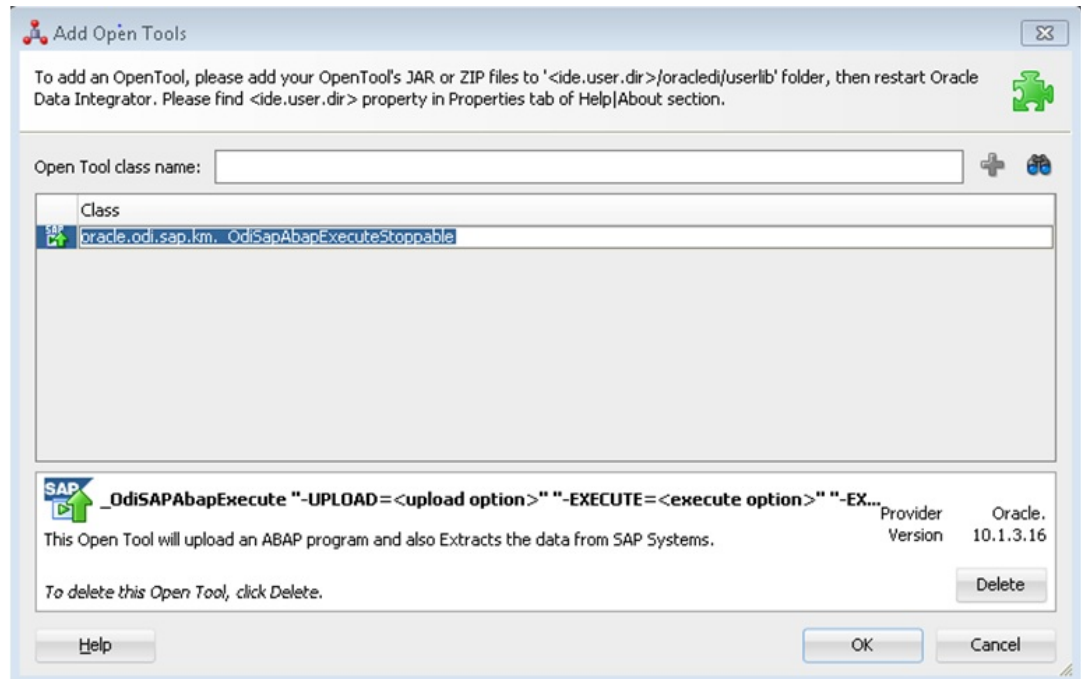 Add Open Tools
To add an OpenTool, please add your OpenTool's JAR or ZIP files to '<ide.user.dir>/oracledi/userlib' folder, then restart Oracle
Data Integrator. Please find <ide.user.dir> property in Properties tab of Help|About section.
Open Tool class name:
Class
SAP oracle.odi.sap.km._OdiSapAbapExecuteStoppable
SAP
_OdiSAPAbapExecute "-UPLOAD=<upload option>" "-EXECUTE=<execute option>" "-EX...
Provider Oracle.
This Open Tool will upload an ABAP program and also Extracts the data from SAP Systems.
Version 10.1.3.16
To delete this Open Tool, click Delete.
Delete
Help
OK
Cancel